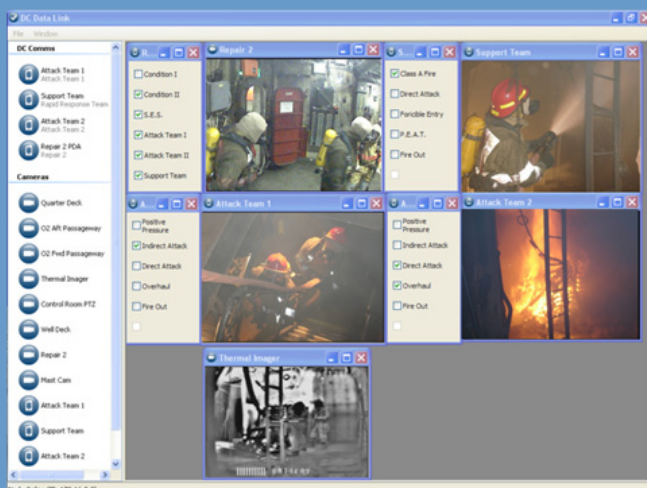 DC Data Link
File Window
DC Comms
Attack Team 1
Attack Team 1
Support Team
Rapid Response Team
Attack Team 2
Attack Team 2
Repair 2 PDA
Repair 2
Cameras
Quarter Deck
O2 Aft Passageway
O2 Fwd Passageway
Thermal Imager
Control Room PTZ
Well Deck
Repair 2
Mast Cam
Attack Team 1
Support Team
Attack Team 2
R...
Condition I
Condition II
S.E.S.
Attack Team I
Attack Team II
Support Team
Repair 2
S...
Class A Fire
Direct Attack
Forcible Entry
P.E.A.T.
Fire Out
Support Team
A...
Positive
Pressure
Indirect Attack
Direct Attack
Overhaul
Fire Out
Attack Team 1
A...
Positive
Pressure
Indirect Attack
Direct Attack
Overhaul
Fire Out
Attack Team 2
Thermal Imager